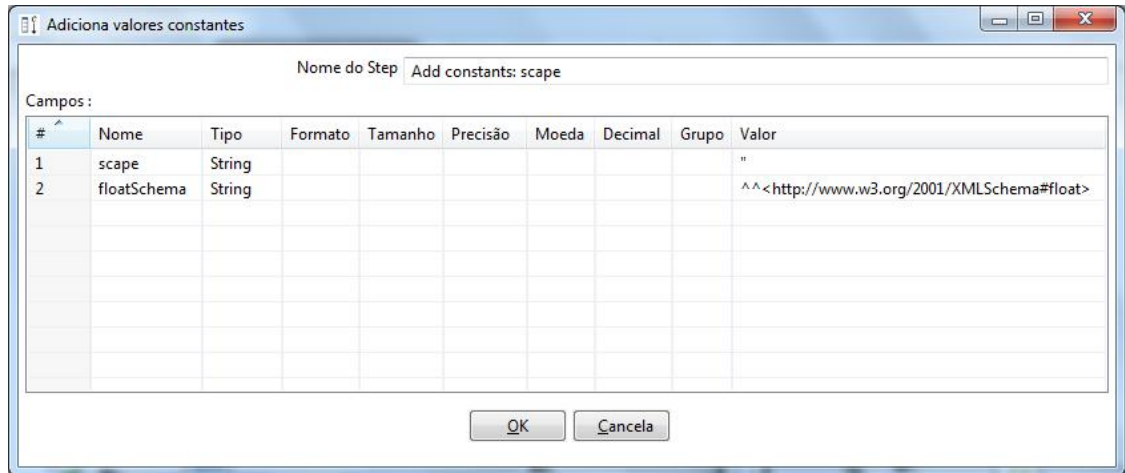 Adiciona valores constantes
Nome do Step Add constants: scape
Campos :
# Nome Tipo Formato Tamanho Precisão Moeda Decimal Grupo Valor
1 scape String "
2 floatSchema String ^^<http://www.w3.org/2001/XMLSchema#float>
OK Cancela